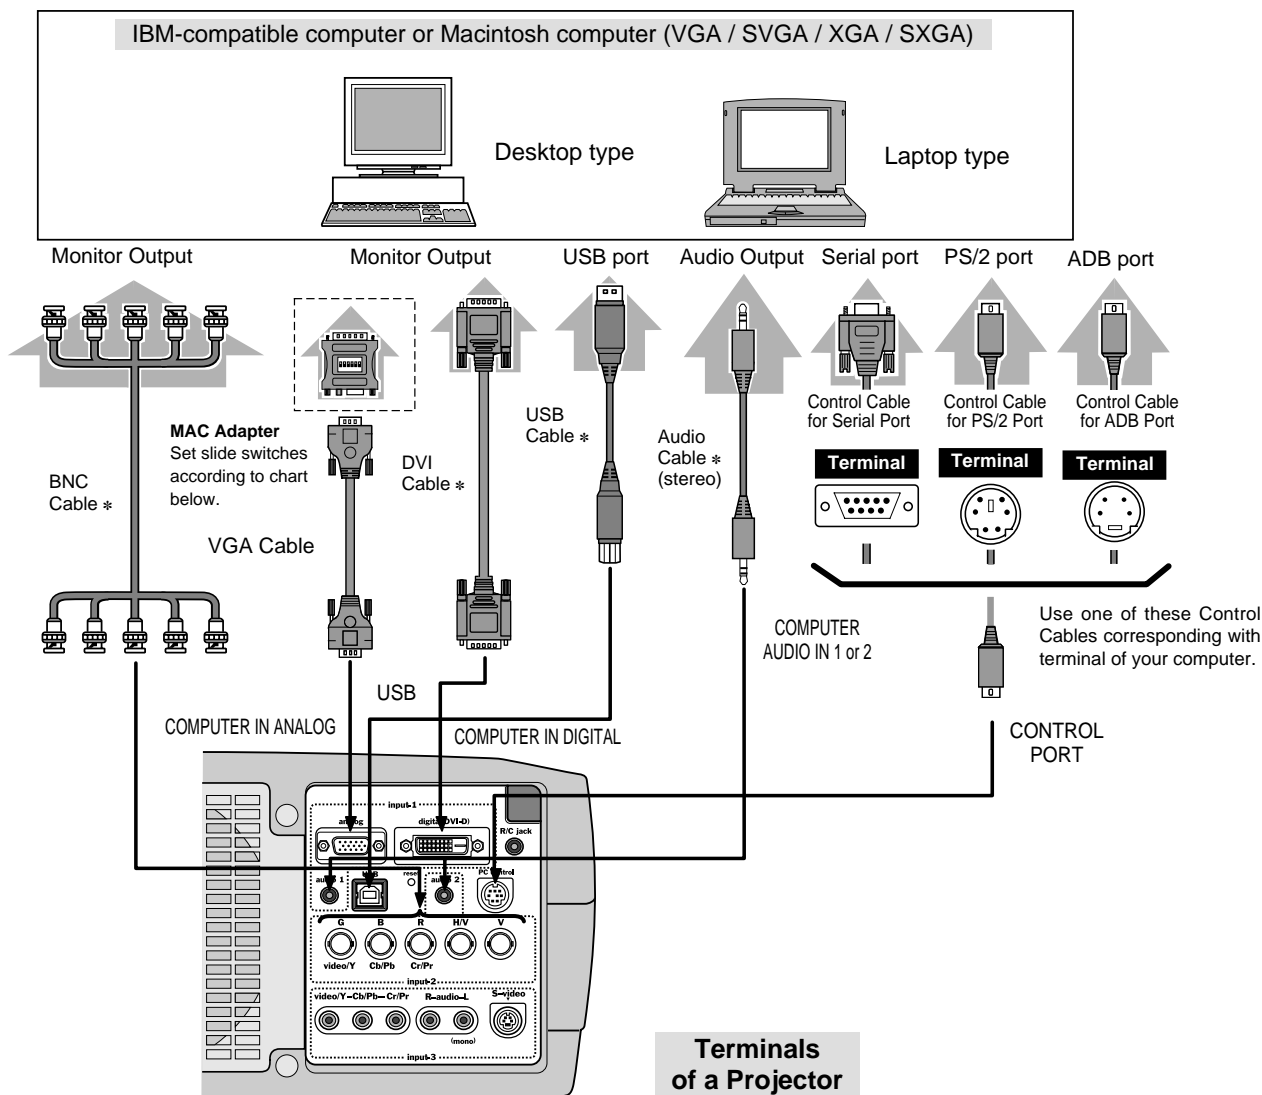 IBM-compatible computer or Macintosh computer (VGA / SVGA / XGA / SXGA)
Desktop type
Laptop type
Monitor Output
Monitor Output
USB port
Audio Output
Serial port
PS/2 port
ADB port
Control Cable
for Serial Port
Control Cable
for PS/2 Port
Control Cable
for ADB Port
MAC Adapter
Set slide switches
according to chart
below.
USB
Cable ∗
Audio
Cable ∗
(stereo)
Terminal
Terminal
Terminal
BNC
Cable ∗
DVI
Cable ∗
VGA Cable
COMPUTER
AUDIO IN 1 or 2
Use one of these Control
Cables corresponding with
terminal of your computer.
USB
COMPUTER IN ANALOG
COMPUTER IN DIGITAL
CONTROL
PORT
input-1
analog
digital(DVI-D)
R/C jack
audio 1
USB
reset
audio 2
PC control
G
B
R
H/V
V
video/Y
Cb/Pb
Cr/Pr
input-2
video/Y–Cb/Pb–Cr/Pr
R–audio–L
S–video
(mono)
input-3
Terminals
of a Projector